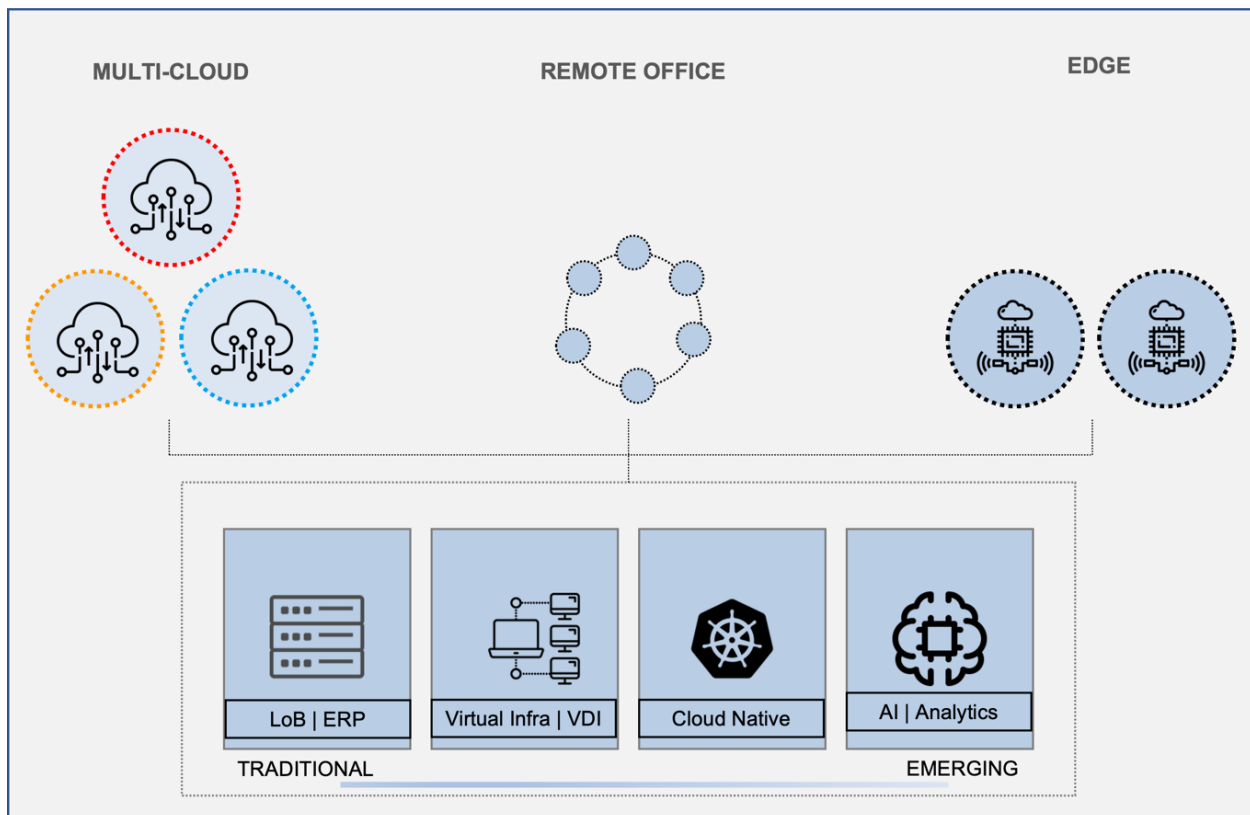 MULTI-CLOUD
REMOTE OFFICE
EDGE
LoB | ERP
Virtual Infra | VDI
Cloud Native
AI | Analytics
TRADITIONAL
EMERGING